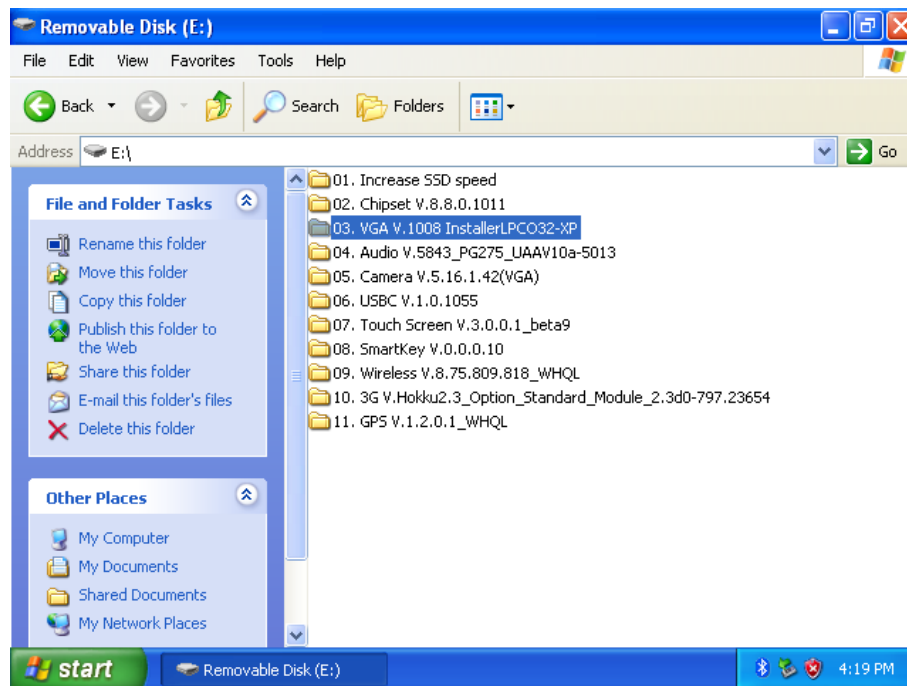 Removable Disk (E:)
File Edit View Favorites Tools Help
Back Search Folders
Address E:\ Go
File and Folder Tasks
Rename this folder
Move this folder
Copy this folder
Publish this folder to
the Web
Share this folder
E-mail this folder's files
Delete this folder
Other Places
My Computer
My Documents
Shared Documents
My Network Places
01. Increase SSD speed
02. Chipset V.8.8.0.1011
03. VGA V.1008 InstallerLPCO32-XP
04. Audio V.5843_PG275_UAAV10a-5013
05. Camera V.5.16.1.42(VGA)
06. USBC V.1.0.1055
07. Touch Screen V.3.0.0.1_beta9
08. SmartKey V.0.0.0.10
09. Wireless V.8.75.809.818_WHQL
10. 3G V.Hokku2.3_Option_Standard_Module_2.3d0-797.23654
11. GPS V.1.2.0.1_WHQL
start Removable Disk (E:) 4:19 PM